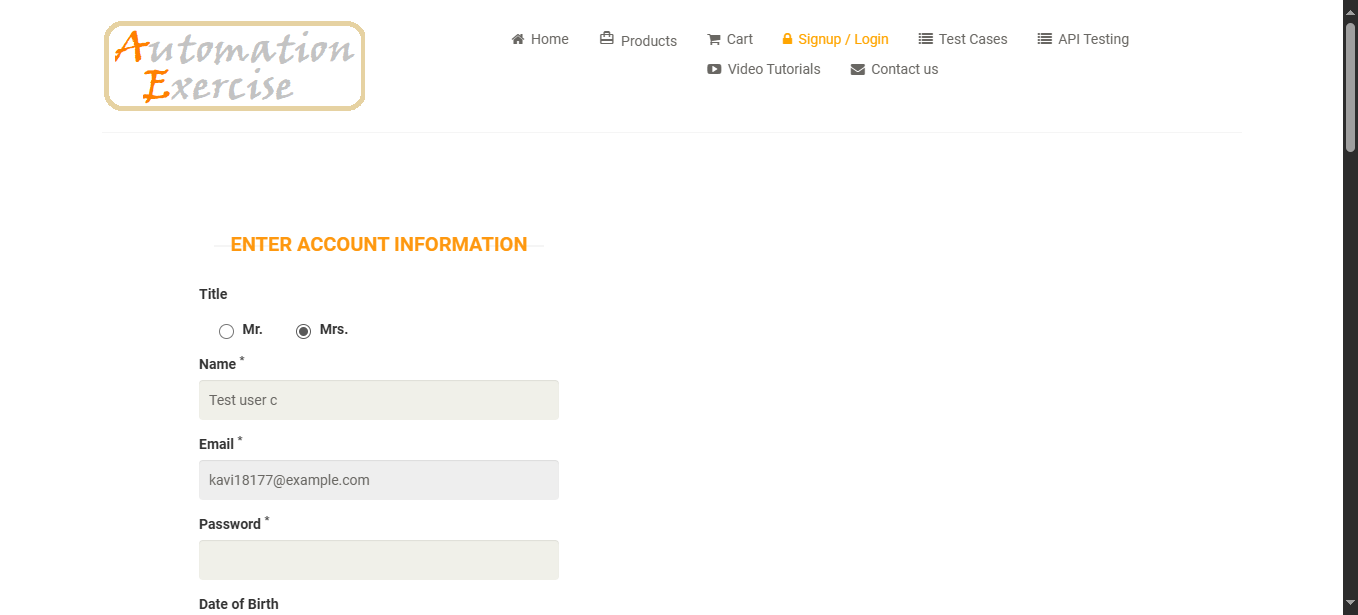 Automation
Exercise
Home Products Cart Signup / Login Test Cases API Testing
Video Tutorials Contact us
ENTER ACCOUNT INFORMATION
Title
Mr. Mrs.
Name *
Test user c
Email *
kavi18177@example.com
Password *
Date of Birth